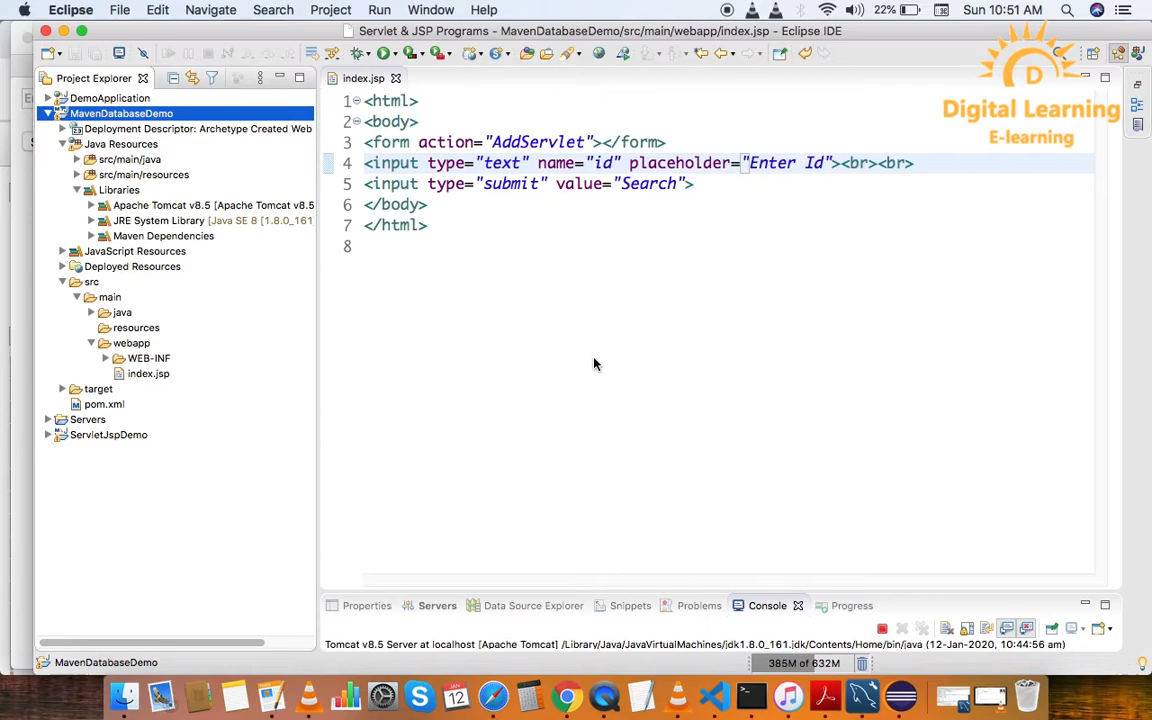 Eclipse File Edit Navigate Search Project Run Window Help 22% Sun 10:51 AM
Servlet & JSP Programs - MavenDatabaseDemo/src/main/webapp/index.jsp - Eclipse IDE
Digital Learning
E-learning
Project Explorer
DemoApplication
MavenDatabaseDemo
Deployment Descriptor: Archetype Created Web
Java Resources
src/main/java
src/main/resources
Libraries
Apache Tomcat v8.5 [Apache Tomcat v8.5
JRE System Library [Java SE 8 [1.8.0_161
Maven Dependencies
JavaScript Resources
Deployed Resources
src
main
java
resources
webapp
WEB-INF
index.jsp
target
pom.xml
Servers
ServletJspDemo
index.jsp
1 <html>
2 <body>
3 <form action="AddServlet"></form>
4 <input type="text" name="id" placeholder="Enter Id"><br><br>
5 <input type="submit" value="Search">
6 </body>
7 </html>
8
Properties Servers Data Source Explorer Snippets Problems Console Progress
Tomcat v8.5 Server at localhost [Apache Tomcat] /Library/Java/JavaVirtualMachines/jdk1.8.0_161.jdk/Contents/Home/bin/java (12-Jan-2020, 10:44:56 am)
MavenDatabaseDemo
385M of 632M
JAN
12